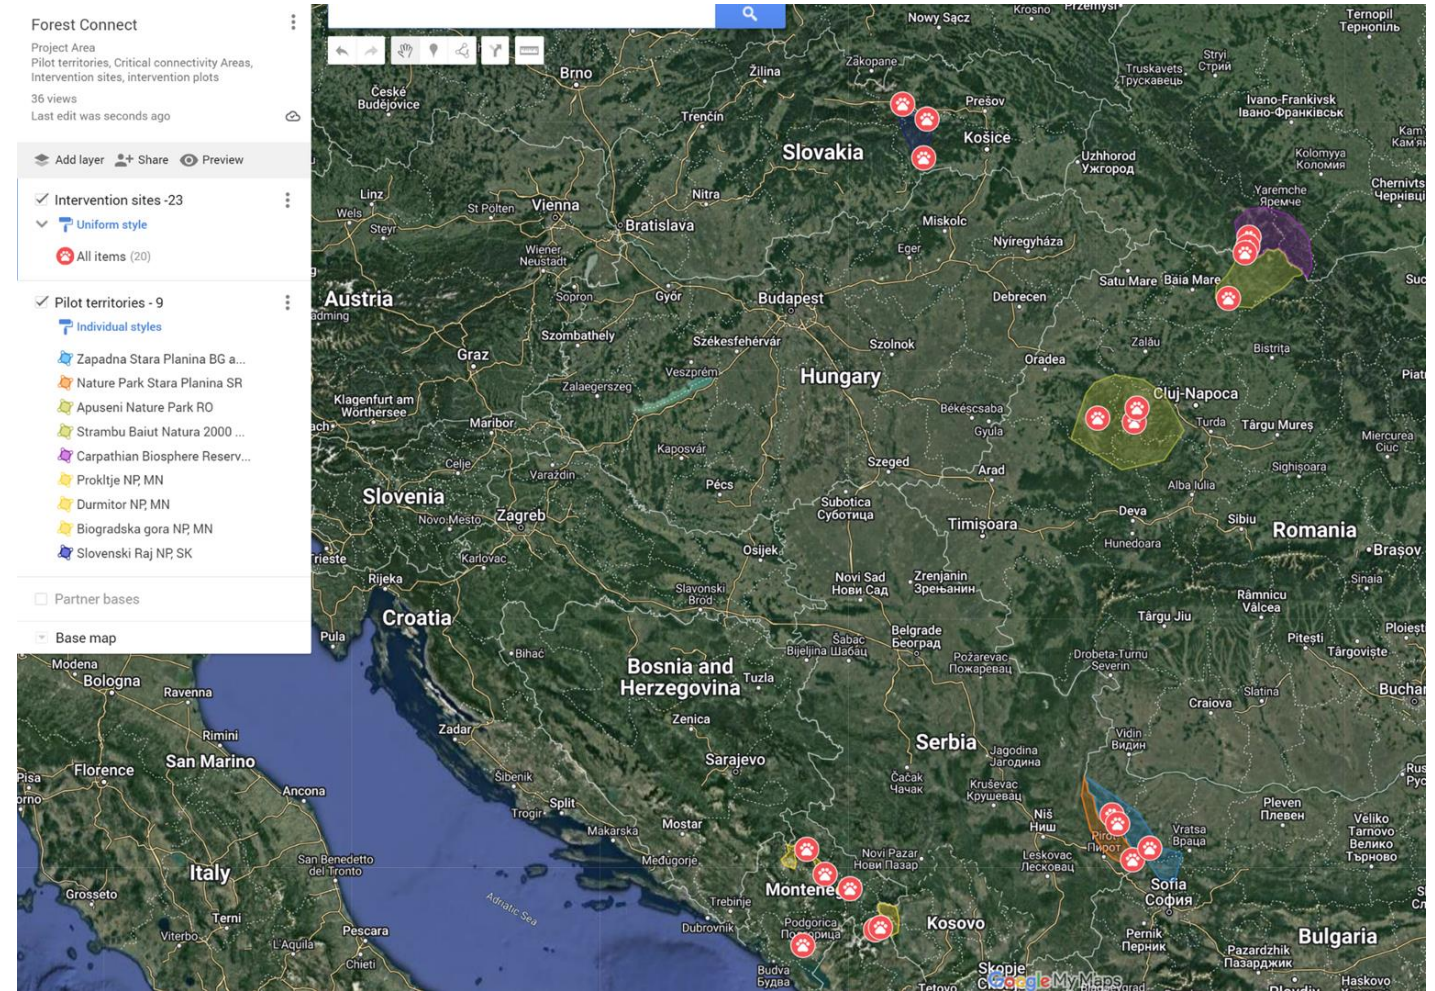 Forest Connect
Project Area
Pilot territories, Critical connectivity Areas,
Intervention sites, intervention plots
36 views
Last edit was seconds ago
Add layer
Share
Preview
Intervention sites -23
Uniform style
All items (20)
Pilot territories - 9
Individual styles
Zapadna Stara Planina BG a...
Nature Park Stara Planina SR
Apuseni Nature Park RO
Strambu Baiut Natura 2000 ...
Carpathian Biosphere Reserv...
Prokltje NP, MN
Durmitor NP, MN
Biogradska gora NP, MN
Slovenski Raj NP, SK
Partner bases
Base map
Nowy Sącz
Krosno
Ternopil
Тернопіль
Stryi
Стрий
Truskavets
Трускавець
Zakopane
Žilina
Brno
České
Budějovice
Trenčín
Prešov
Košice
Slovakia
Ivano-Frankivsk
Івано-Франківськ
Kolomyya
Коломия
Uzhhorod
Ужгород
Yaremche
Яремче
Linz
Wels
Steyr
St Pölten
Vienna
Nitra
Bratislava
Miskolc
Eger
Nyíregyháza
Wiener
Neustadt
Satu Mare
Baia Mare
Austria
Sopron
Győr
Budapest
Debrecen
Szombathely
Székesfehérvár
Szolnok
Zalău
Bistrița
Graz
Veszprém
Oradea
Zalaegerszeg
Hungary
Cluj-Napoca
Klagenfurt am
Wörthersee
Maribor
Békéscsaba
Gyula
Turda
Târgu Mureș
Miercurea
Ciuc
Kaposvár
Celje
Varaždin
Szeged
Arad
Sighișoara
Pécs
Alba Iulia
Slovenia
Novo Mesto
Zagreb
Subotica
Суботица
Timișoara
Deva
Hunedoara
Sibiu
Romania
Brașov
Karlovac
Osijek
Rijeka
Slavonski
Brod
Novi Sad
Нови Сад
Zrenjanin
Зрењанин
Sinaia
Râmnicu
Vâlcea
Croatia
Târgu Jiu
Pula
Belgrade
Београд
Pitești
Târgoviște
Bihać
Šabac
Шабац
Bijeljina
Požarevac
Пожаревац
Drobeta-Turnu
Severin
Modena
Bologna
Ravenna
Bosnia and
Herzegovina
Tuzla
Slatina
Craiova
Zenica
Rimini
Zadar
Vidin
Видин
Serbia
San Marino
Sarajevo
Jagodina
Јагодина
Florence
Čačak
Чачак
Kruševac
Крушевац
Šibenik
Ancona
Split
Trogir
Pleven
Плевен
Niš
Ниш
Mostar
Makarska
Pirot
Пирот
Vratsa
Враца
Veliko
Tarnovo
Велико
Търново
San Benedetto
del Tronto
Međugorje
Novi Pazar
Нови Пазар
Leskovac
Лесковац
Italy
Grosseto
Adriatic Sea
Trebinje
Sofia
София
Terni
Viterbo
Pescara
Dubrovnik
Podgorica
Kosovo
L'Aquila
Chieti
Pernik
Перник
Bulgaria
Pazardzhik
Пазарджик
Budva
Будва
Skopje
Tetovo
Google My Maps
Haskovo